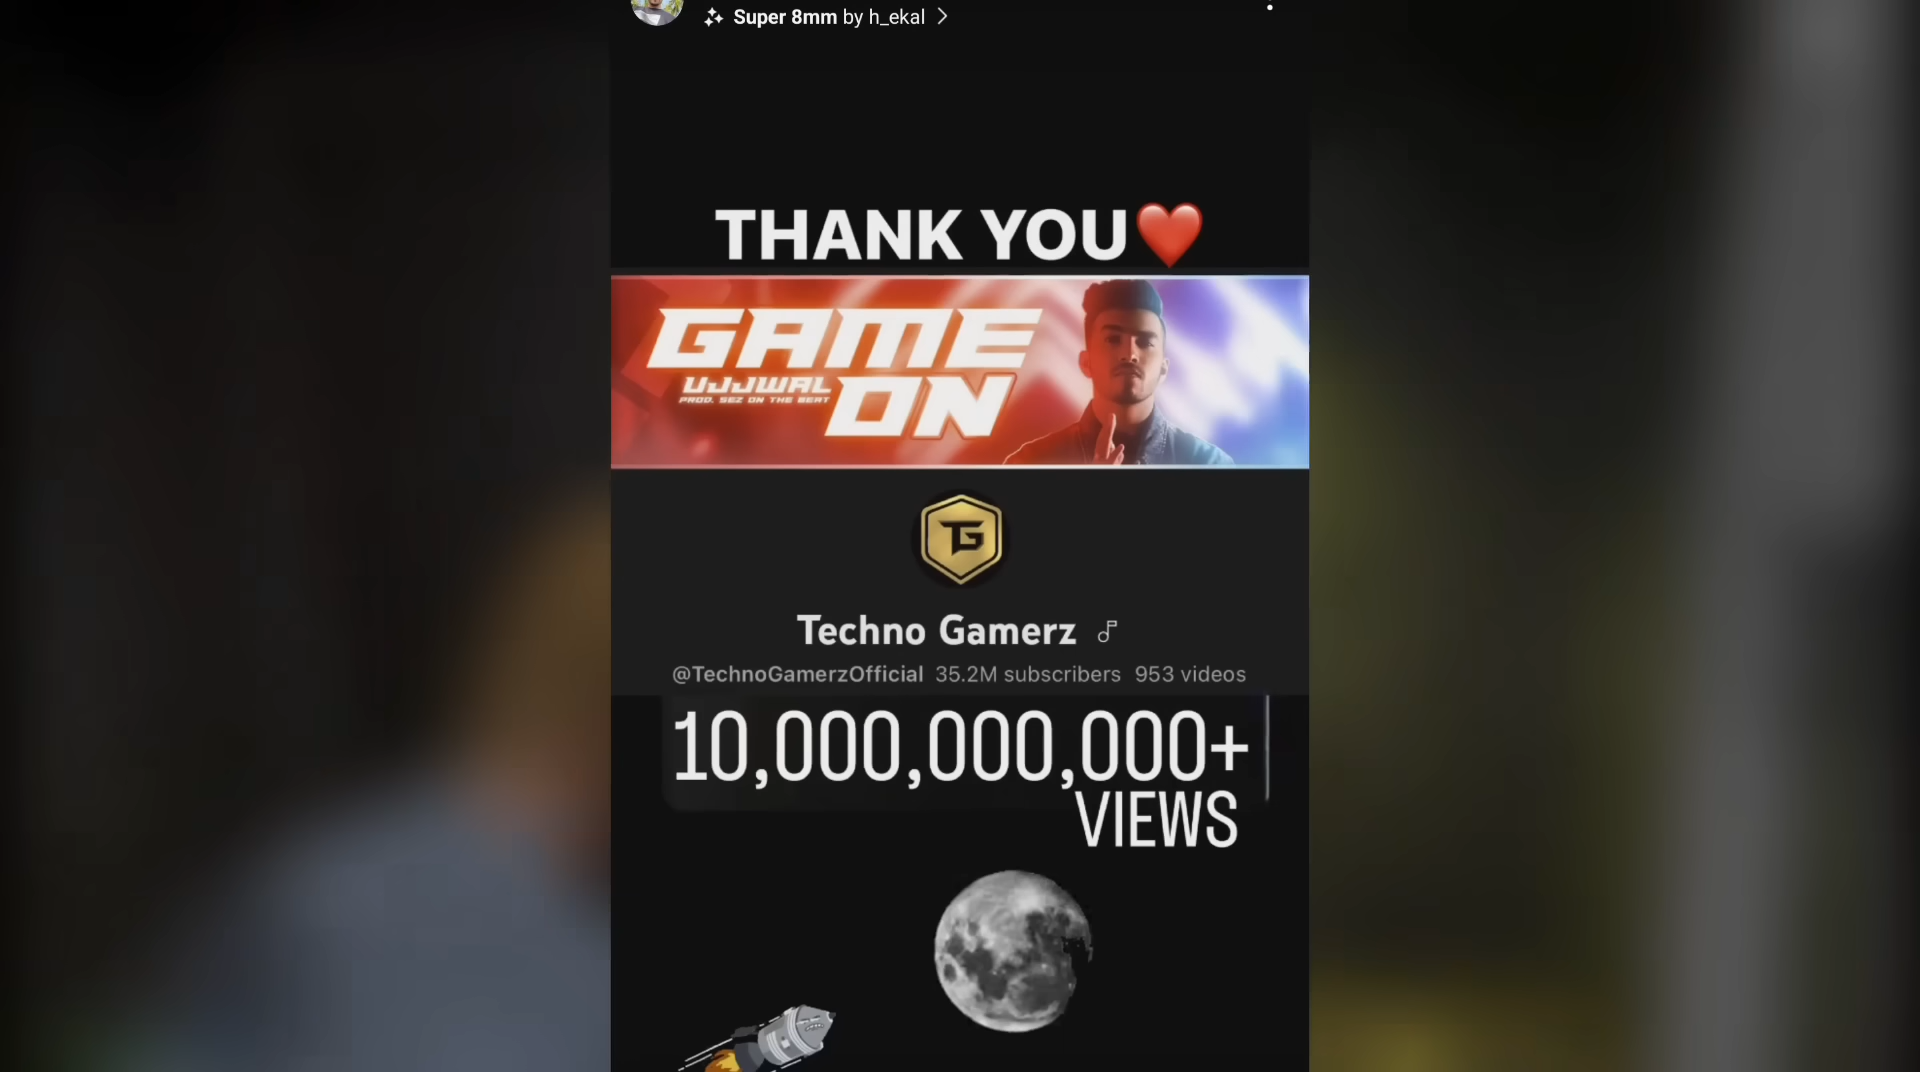 Super 8mm by h_ekal
THANK YOU❤️
GAME
UJJWAL
PROD. SEZ ON THE BEAT
ON
TG
Techno Gamerz
@TechnoGamerzOfficial 35.2M subscribers 953 videos
10,000,000,000+
VIEWS